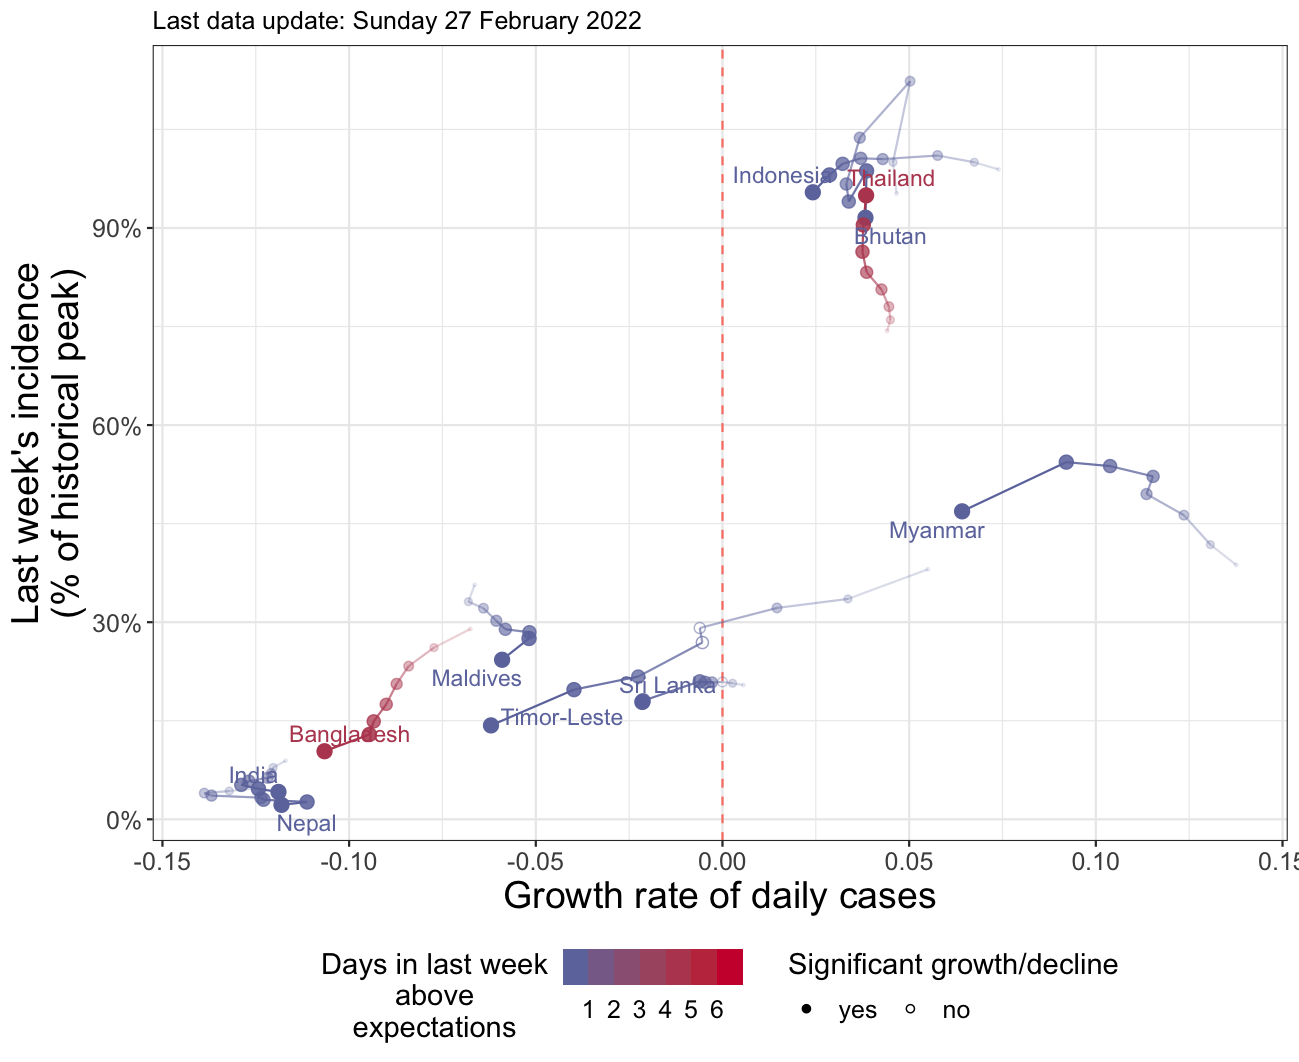 Last data update: Sunday 27 February 2022
Last week's incidence
(% of historical peak)
90%
60%
30%
0%
Indonesia
Thailand
Bhutan
Myanmar
Maldives
Sri Lanka
Timor-Leste
Bangladesh
India
Nepal
-0.15
-0.10
-0.05
0.00
0.05
0.10
0.15
Growth rate of daily cases
Days in last week
above
expectations
1 2 3 4 5 6
Significant growth/decline
yes
no